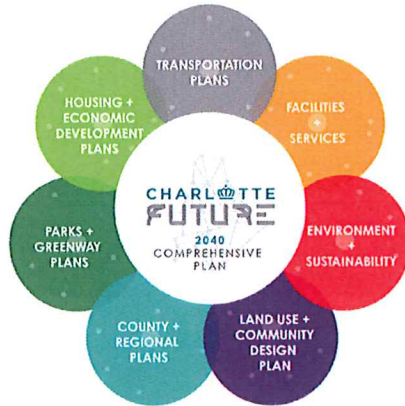 TRANSPORTATION
PLANS
FACILITIES
+
SERVICES
ENVIRONMENT
+
SUSTAINABILITY
LAND USE +
COMMUNITY
DESIGN
PLAN
COUNTY +
REGIONAL
PLANS
PARKS +
GREENWAY
PLANS
HOUSING +
ECONOMIC
DEVELOPMENT
PLANS
CHARLOTTE
FUTURE
2040
COMPREHENSIVE
PLAN